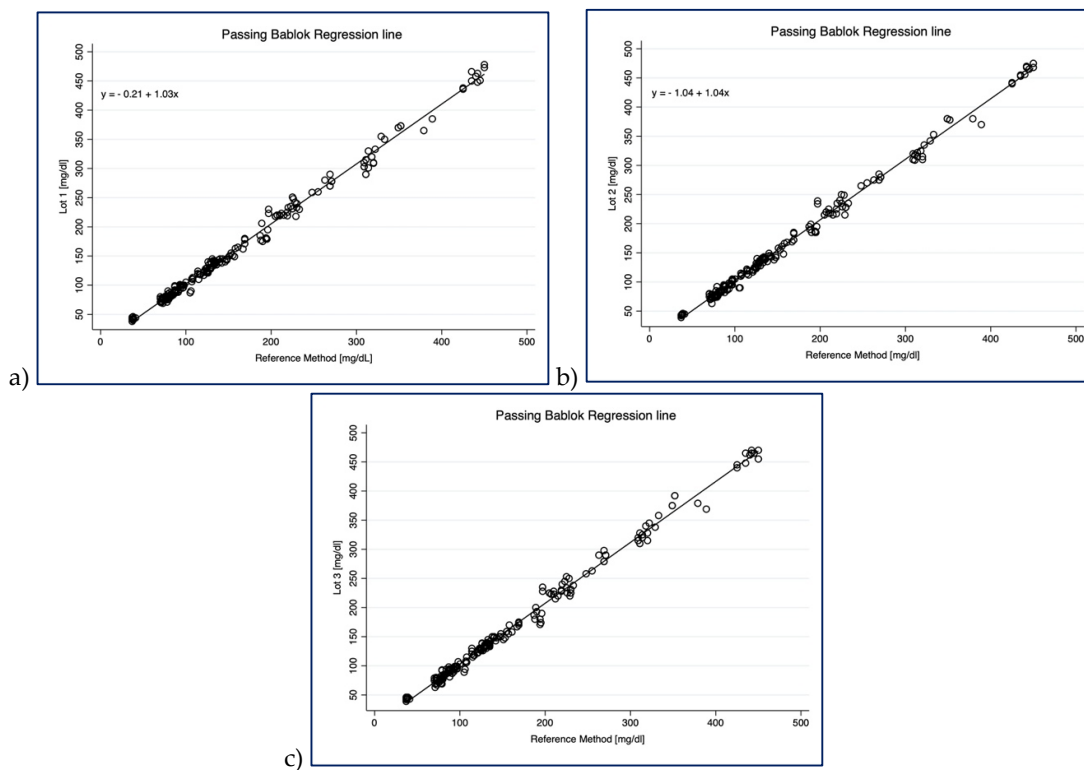 Passing Bablok Regression line
y = - 0.21 + 1.03x
Lot 1 [mg/dl]
500
450
400
350
300
250
200
150
100
50
0 100 200 300 400 500
Reference Method [mg/dL]
a)
Passing Bablok Regression line
y = - 1.04 + 1.04x
Lot 2 [mg/dl]
500
450
400
350
300
250
200
150
100
50
0 100 200 300 400 500
Reference Method [mg/dl]
b)
Passing Bablok Regression line
Lot 3 [mg/dl]
500
450
400
350
300
250
200
150
100
50
0 100 200 300 400 500
Reference Method [mg/dl]
c)